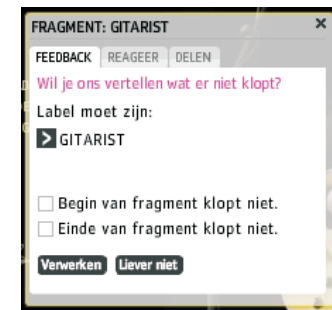 FRAGMENT: GITARIST x
FEEDBACK REAGEER DELEN
Wil je ons vertellen wat er niet klopt?
Label moet zijn:
> GITARIST
Begin van fragment klopt niet.
Einde van fragment klopt niet.
Verwerken Liever niet